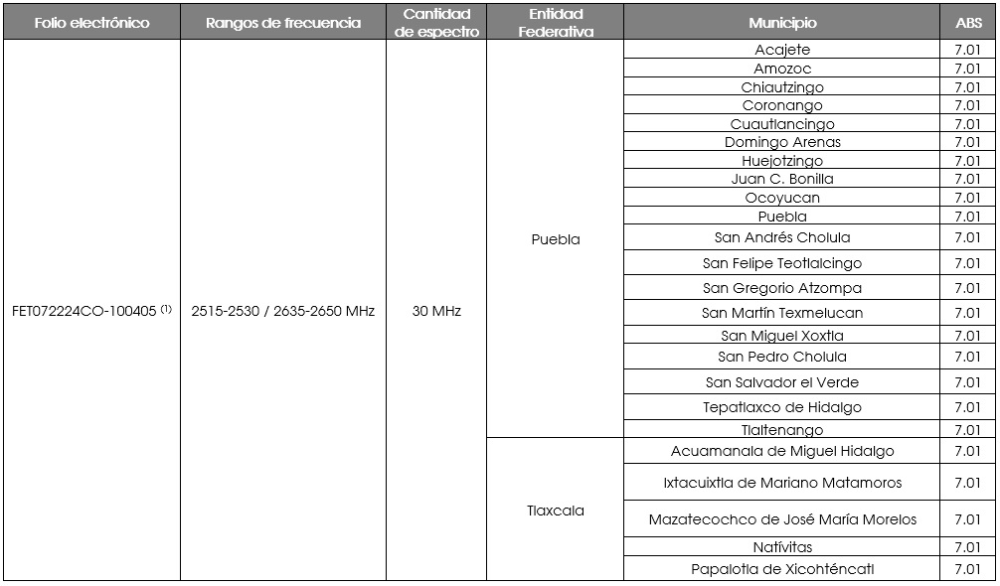 Folio electrónico Rangos de frecuencia Cantidad de espectro Entidad Federativa Municipio ABS
FET072224CO-100405 (1) 2515-2530 / 2635-2650 MHz 30 MHz
Puebla
Acajete 7.01
Amozoc 7.01
Chiautzingo 7.01
Coronango 7.01
Cuautlancingo 7.01
Domingo Arenas 7.01
Huejotzingo 7.01
Juan C. Bonilla 7.01
Ocoyucan 7.01
Puebla 7.01
San Andrés Cholula 7.01
San Felipe Teotlalcingo 7.01
San Gregorio Atzompa 7.01
San Martín Texmelucan 7.01
San Miguel Xoxtla 7.01
San Pedro Cholula 7.01
San Salvador el Verde 7.01
Tepatlaxco de Hidalgo 7.01
Tlaltenango 7.01
Tlaxcala
Acuamanala de Miguel Hidalgo 7.01
Ixtacuixtla de Mariano Matamoros 7.01
Mazatecochco de José María Morelos 7.01
Natívitas 7.01
Papalotla de Xicohténcatl 7.01